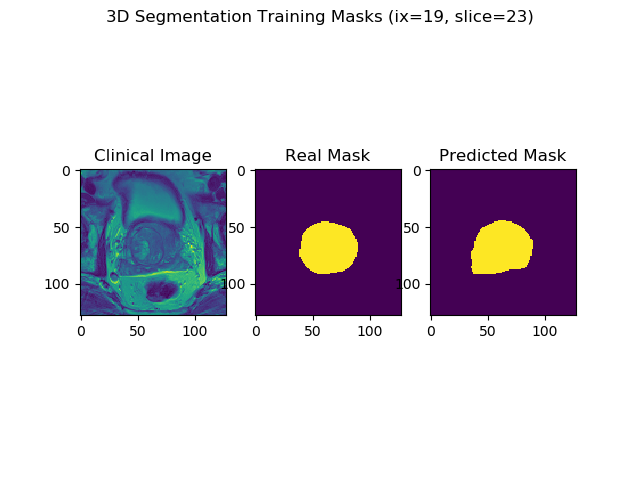 3D Segmentation Training Masks (ix=19, slice=23)
Clinical Image Real Mask Predicted Mask
0 0 0
50 50 50
100 100 100
0 50 100 0 50 100 0 50 100